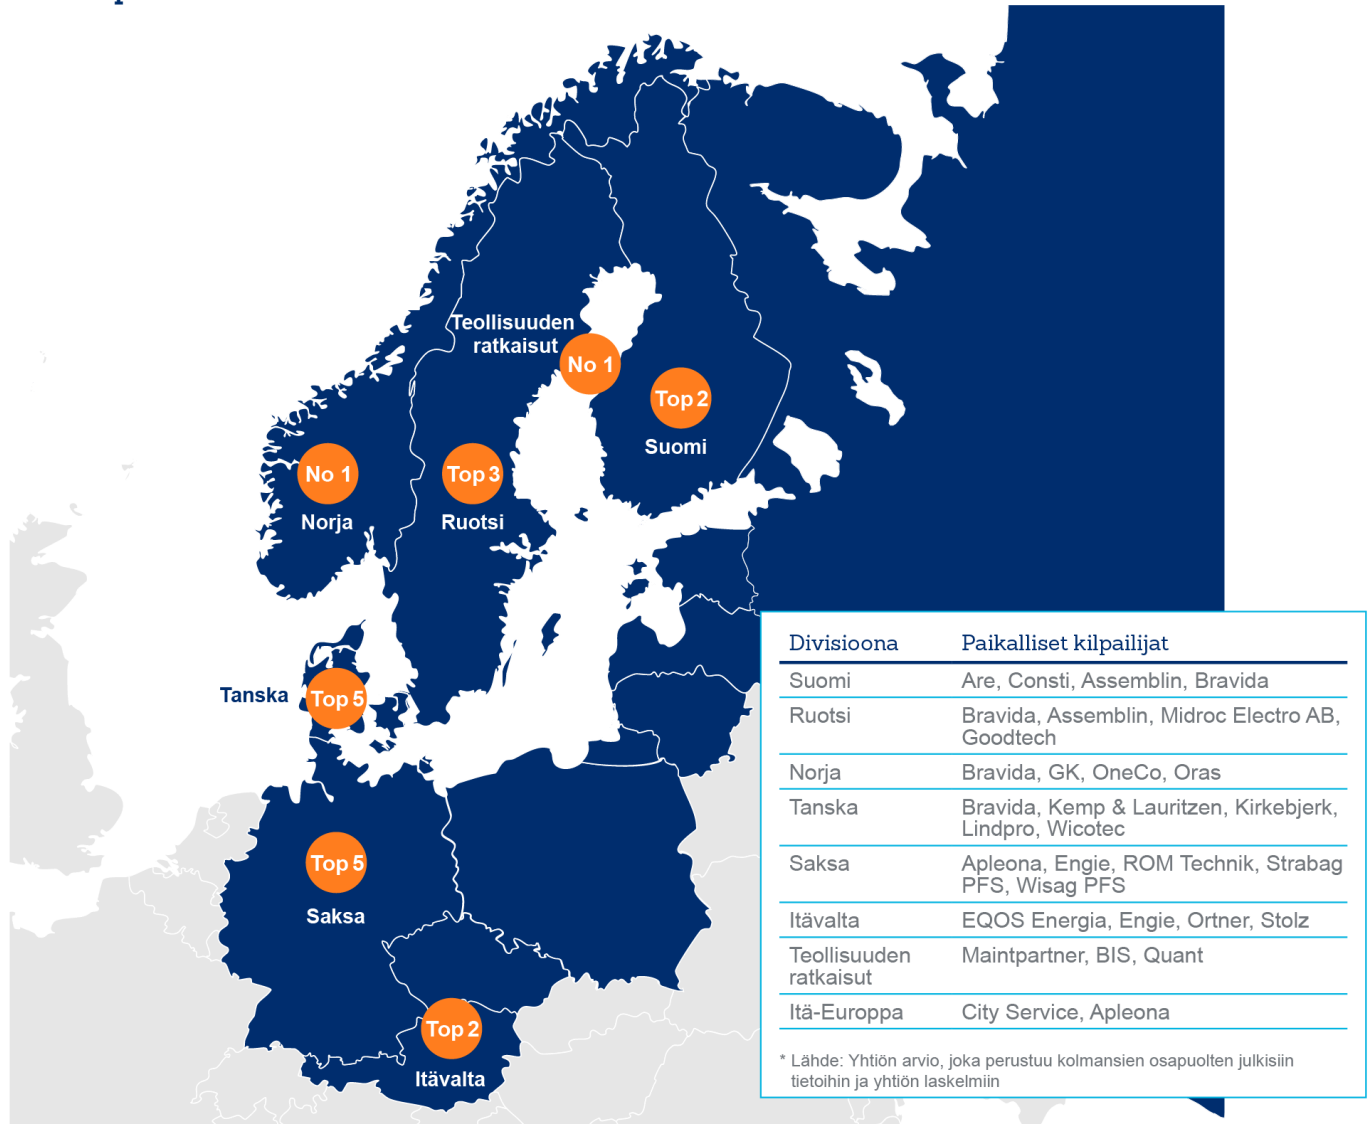 Teollisuuden
ratkaisut
No 1
Top 2
Suomi
No 1
Norja
Top 3
Ruotsi
Tanska
Top 5
Top 5
Saksa
Top 2
Itävalta
Divisioona Paikalliset kilpailijat
Suomi Are, Consti, Assemblin, Bravida
Ruotsi Bravida, Assemblin, Midroc Electro AB,
Goodtech
Norja Bravida, GK, OneCo, Oras
Tanska Bravida, Kemp & Lauritzen, Kirkebjerk,
Lindpro, Wicotec
Saksa Apleona, Engie, ROM Technik, Strabag
PFS, Wisag PFS
Itävalta EQOS Energia, Engie, Ortner, Stolz
Teollisuuden Maintpartner, BIS, Quant
ratkaisut
Itä-Europpa City Service, Apleona
* Lähde: Yhtiön arvio, joka perustuu kolmansien osapuolten julkisiin
tietoihin ja yhtiön laskelmiin